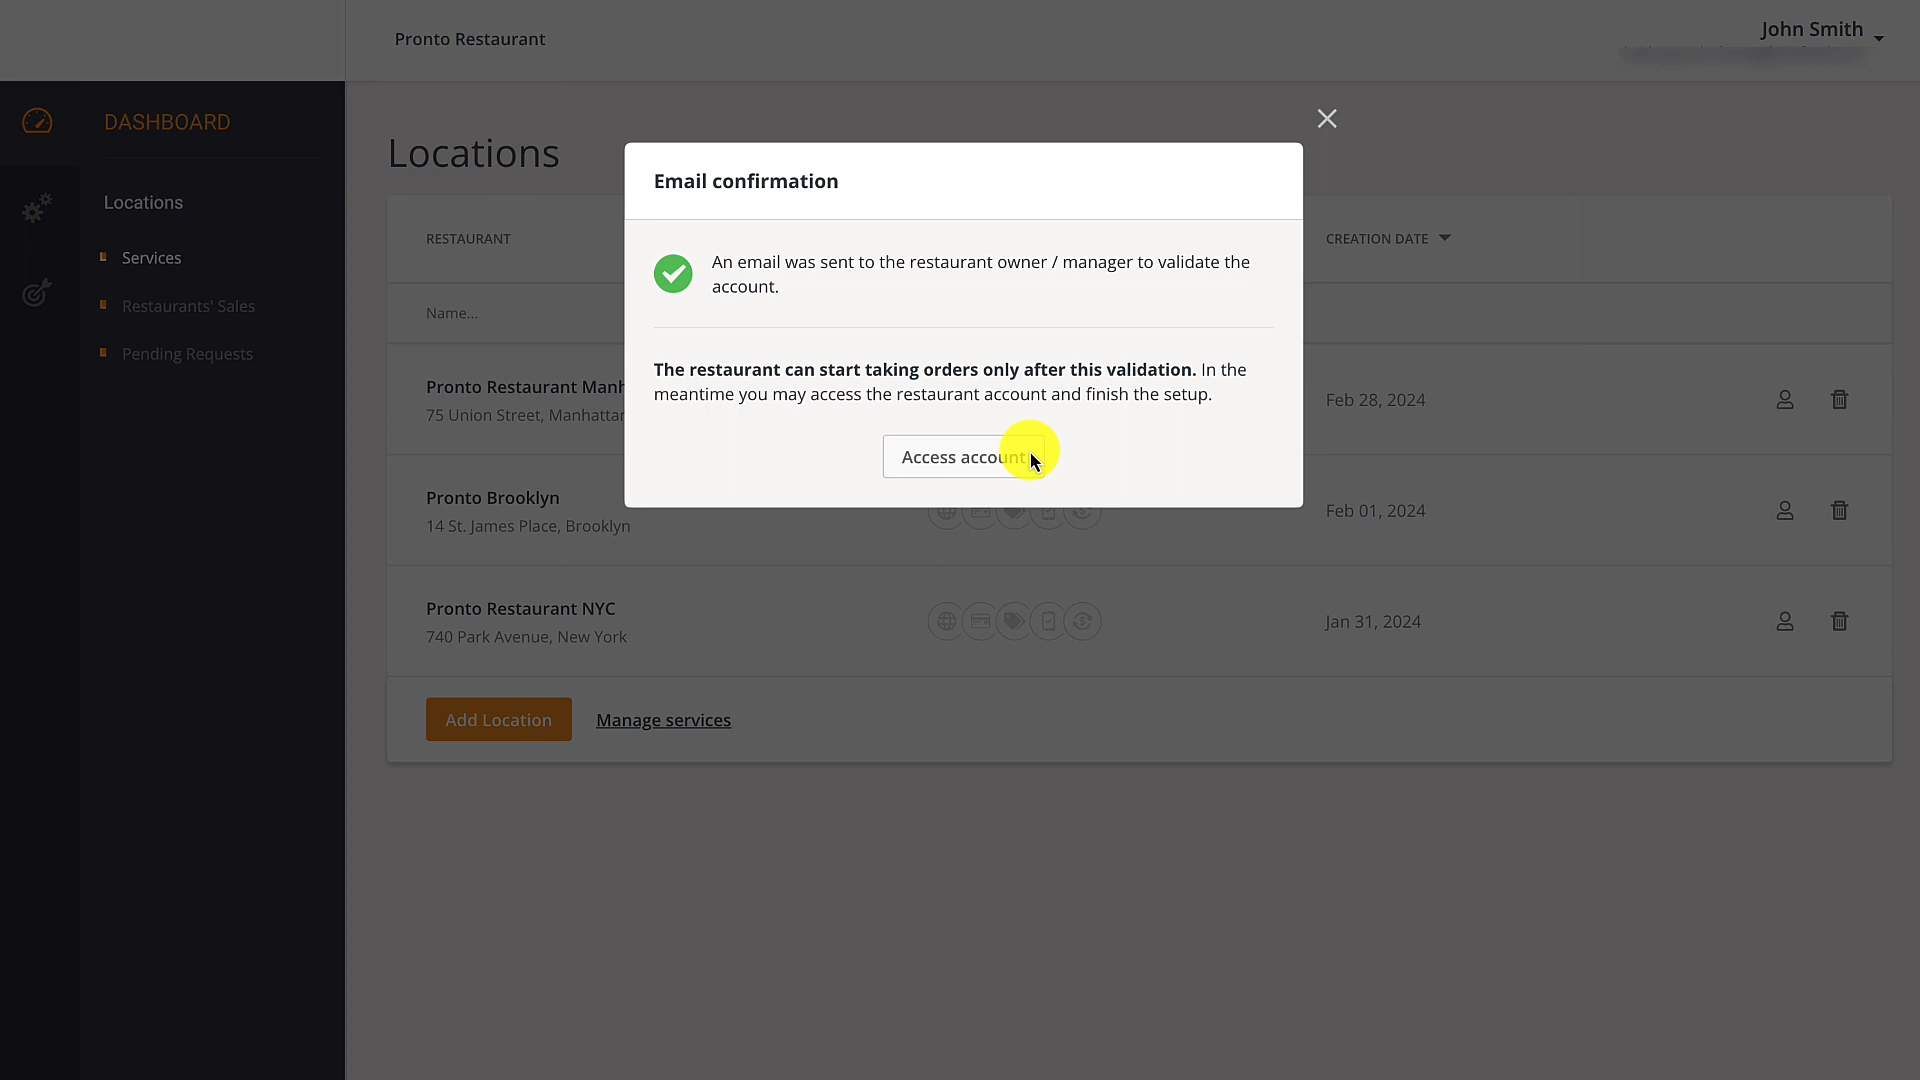 Pronto Restaurant
John Smith
DASHBOARD
Locations
Services
Restaurants' Sales
Pending Requests
Locations
RESTAURANT
CREATION DATE
Name...
Pronto Restaurant
75 Union Street,
Feb 28, 2024
Pronto Brooklyn
14 St. James Place, Brooklyn
Feb 01, 2024
Pronto Restaurant NYC
740 Park Avenue, New York
Jan 31, 2024
Add Location
Manage services
Email confirmation
An email was sent to the restaurant owner / manager to validate the
account.
The restaurant can start taking orders only after this validation. In the
meantime you may access the restaurant account and finish the setup.
Access account